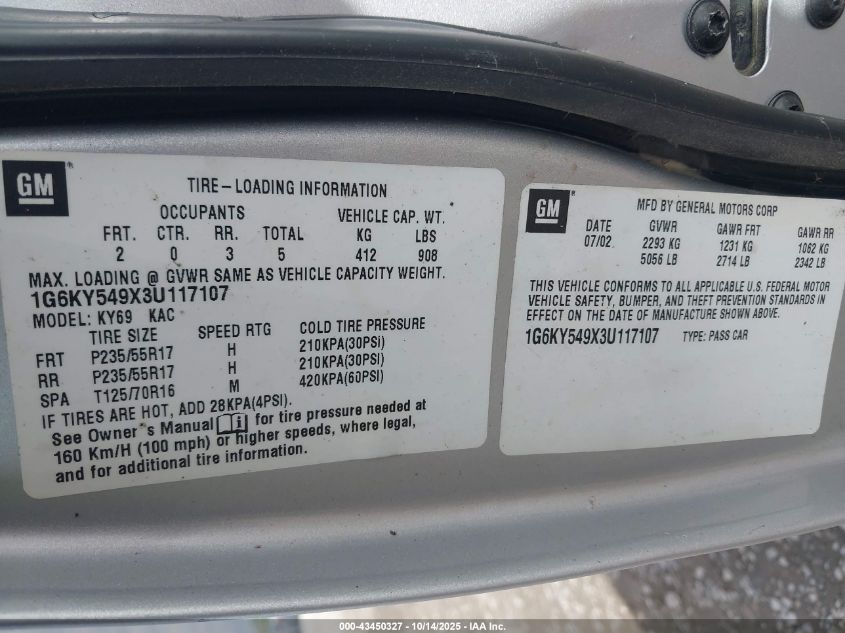 GM
TIRE-LOADING INFORMATION
OCCUPANTS VEHICLE CAP. WT.
FRT. CTR. RR. TOTAL KG LBS
2 0 3 5 412 908
MAX. LOADING @ GVWR SAME AS VEHICLE CAPACITY WEIGHT.
1G6KY549X3U117107
MODEL: KY69 KAC
TIRE SIZE SPEED RTG COLD TIRE PRESSURE
FRT P235/55R17 H 210KPA(30PSI)
RR P235/55R17 H 210KPA(30PSI)
SPA T125/70R16 M 420KPA(60PSI)
IF TIRES ARE HOT, ADD 28KPA(4PSI).
See Owner's Manual for tire pressure needed at
160 Km/H (100 mph) or higher speeds, where legal,
and for additional tire information.
GM
MFD BY GENERAL MOTORS CORP
DATE GVWR GAWR FRT GAWR RR
07/02 2293 KG 1231 KG 1062 KG
5056 LB 2714 LB 2342 LB
THIS VEHICLE CONFORMS TO ALL APPLICABLE U.S. FEDERAL MOTOR
VEHICLE SAFETY, BUMPER, AND THEFT PREVENTION STANDARDS IN
EFFECT ON THE DATE OF MANUFACTURE SHOWN ABOVE.
1G6KY549X3U117107 TYPE: PASS CAR
000-43450327 - 10/14/2025 - IAA Inc.